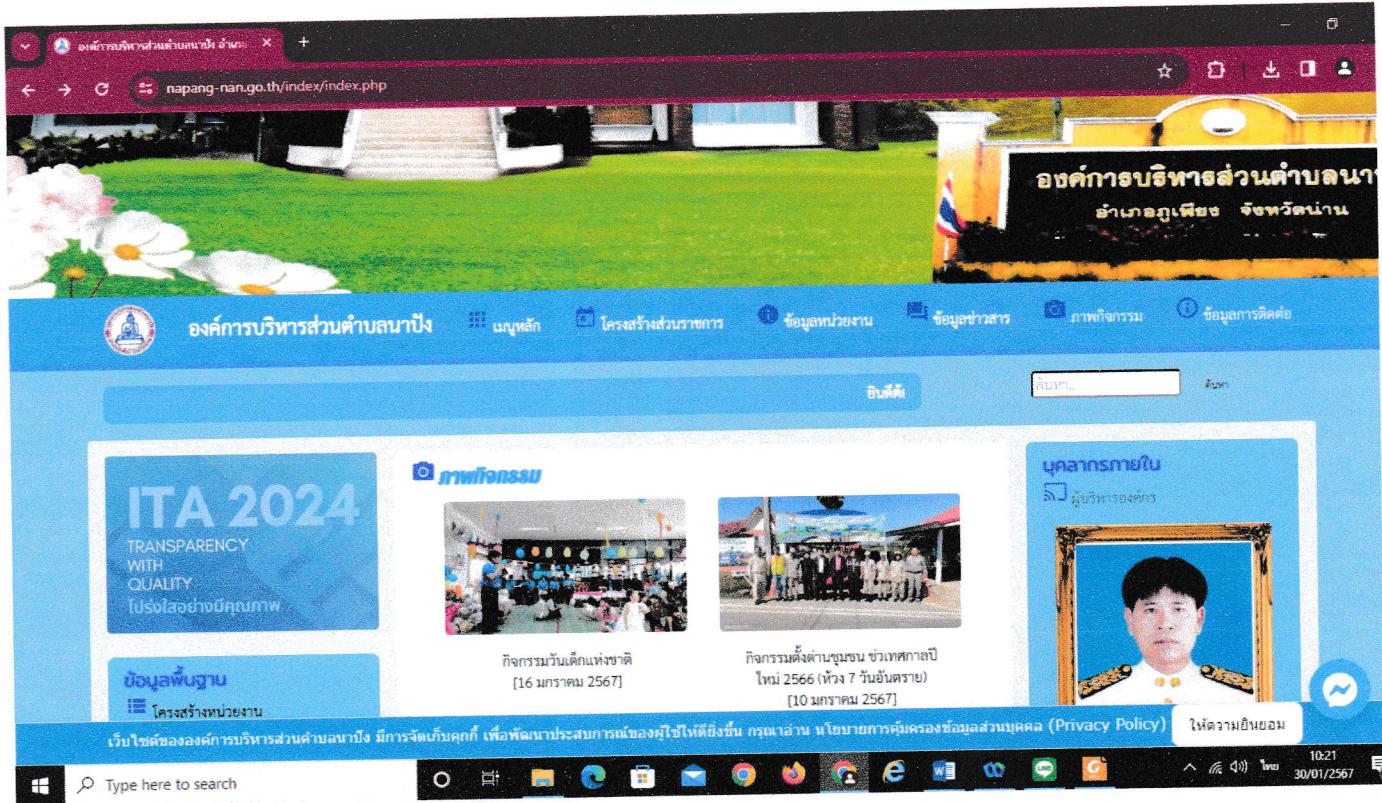 องค์การบริหารส่วนตำบลนาปัง อำเภ
napang-nan.go.th/index/index.php
องค์การบริหารส่วนตำบลนา
อำเภอภูเพียง จังหวัดน่าน
องค์การบริหารส่วนตำบลนาปัง
เมนูหลัก
โครงสร้างส่วนราชการ
ข้อมูลหน่วยงาน
ข้อมูลข่าวสาร
ภาพกิจกรรม
ข้อมูลการติดต่อ
ยินดีต้
ค้นหา..
ค้นหา
ITA 2024
TRANSPARENCY
WITH
QUALITY
โปร่งใสอย่างมีคุณภาพ
ข้อมูลพื้นฐาน
โครงสร้างหน่วยงาน
ภาพกิจกรรม
กิจกรรมวันเด็กแห่งชาติ
[16 มกราคม 2567]
กิจกรรมตั้งด่านชุมชน ช่วเทศกาลปี
ใหม่ 2566 (ห้วง 7 วันอันตราย)
[10 มกราคม 2567]
บุคลากรภายใน
ผู้บริหารองค์กร
เว็บไซต์ขององค์การบริหารส่วนตำบลนาปัง มีการจัดเก็บคุกกี้ เพื่อพัฒนาประสบการณ์ของผู้ใช้ให้ดียิ่งขึ้น กรุณาอ่าน นโยบายการคุ้มครองข้อมูลส่วนบุคคล (Privacy Policy)
ให้ความยินยอม
Type here to search
ไทย
10:21
30/01/2567